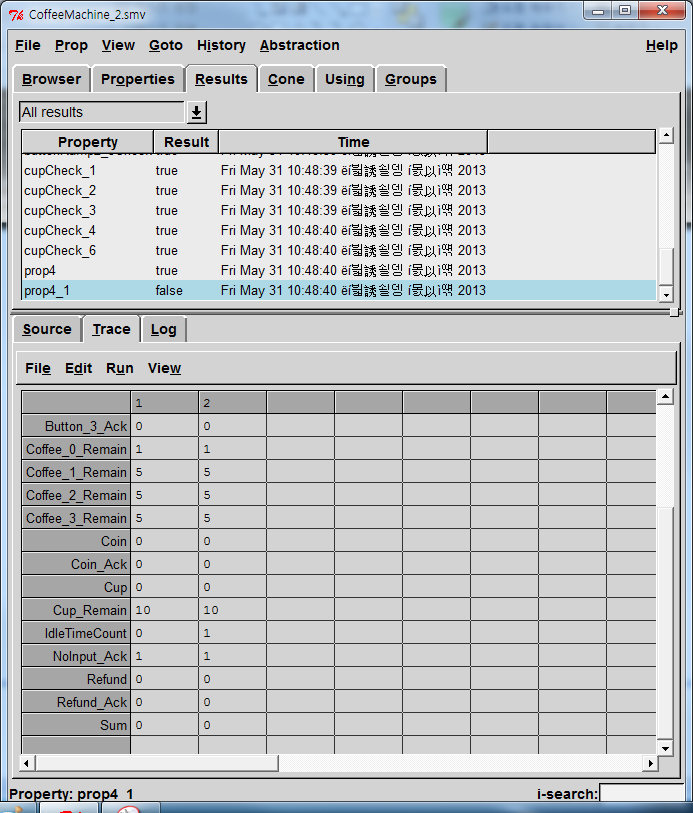 CoffeeMachine_2.smv
File Prop View Goto History Abstraction Help
Browser Properties Results Cone Using Groups
All results
Property Result Time
cupCheck_1 true Fri May 31 10:48:39 2013
cupCheck_2 true Fri May 31 10:48:39 2013
cupCheck_3 true Fri May 31 10:48:39 2013
cupCheck_4 true Fri May 31 10:48:40 2013
cupCheck_6 true Fri May 31 10:48:40 2013
prop4 true Fri May 31 10:48:40 2013
prop4_1 false Fri May 31 10:48:40 2013
Source Trace Log
File Edit Run View
1 2
Button_3_Ack 0 0
Coffee_0_Remain 1 1
Coffee_1_Remain 5 5
Coffee_2_Remain 5 5
Coffee_3_Remain 5 5
Coin 0 0
Coin_Ack 0 0
Cup 0 0
Cup_Remain 10 10
IdleTimeCount 0 1
NoInput_Ack 1 1
Refund 0 0
Refund_Ack 0 0
Sum 0 0
Property: prop4_1 i-search: